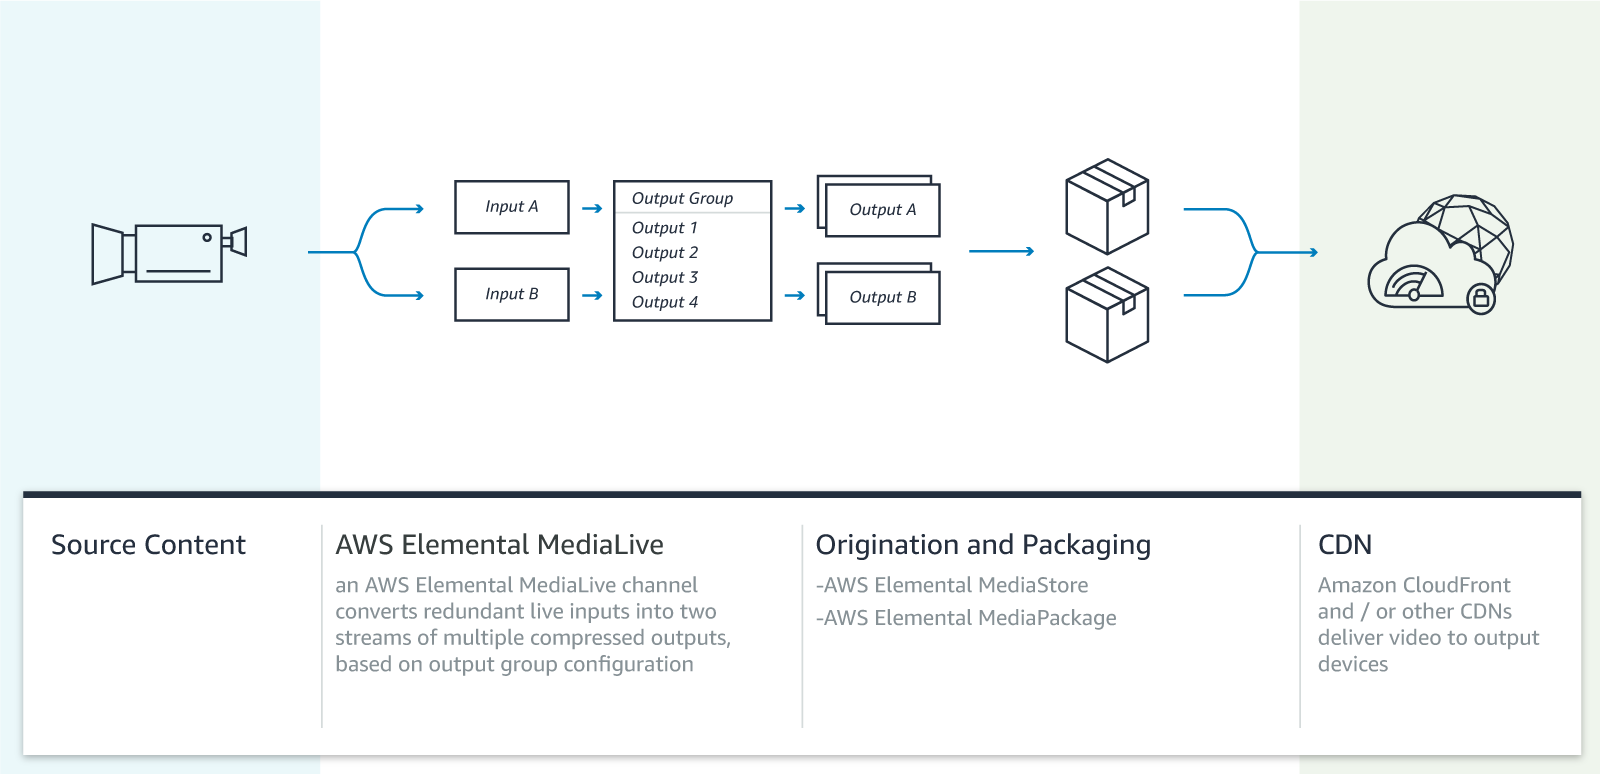 Input A
Input B
Output Group
Output 1
Output 2
Output 3
Output 4
Output A
Output B
Source Content
AWS Elemental MediaLive
an AWS Elemental MediaLive channel
converts redundant live inputs into two
streams of multiple compressed outputs,
based on output group configuration
Origination and Packaging
-AWS Elemental MediaStore
-AWS Elemental MediaPackage
CDN
Amazon CloudFront
and / or other CDNs
deliver video to output
devices